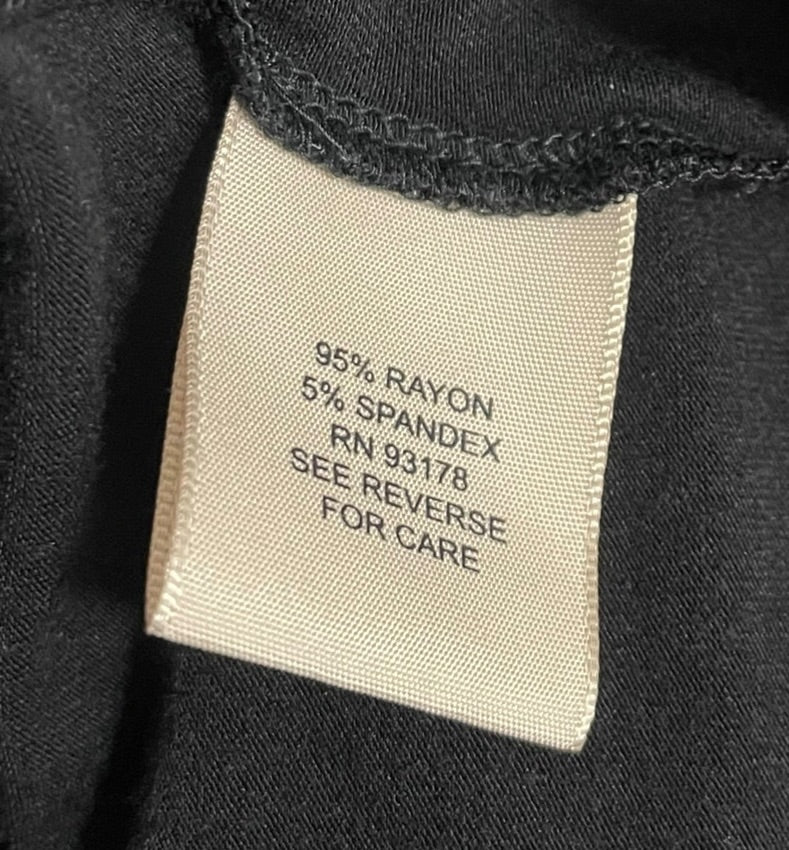 95% RAYON
5% SPANDEX
RN 93178
SEE REVERSE
FOR CARE